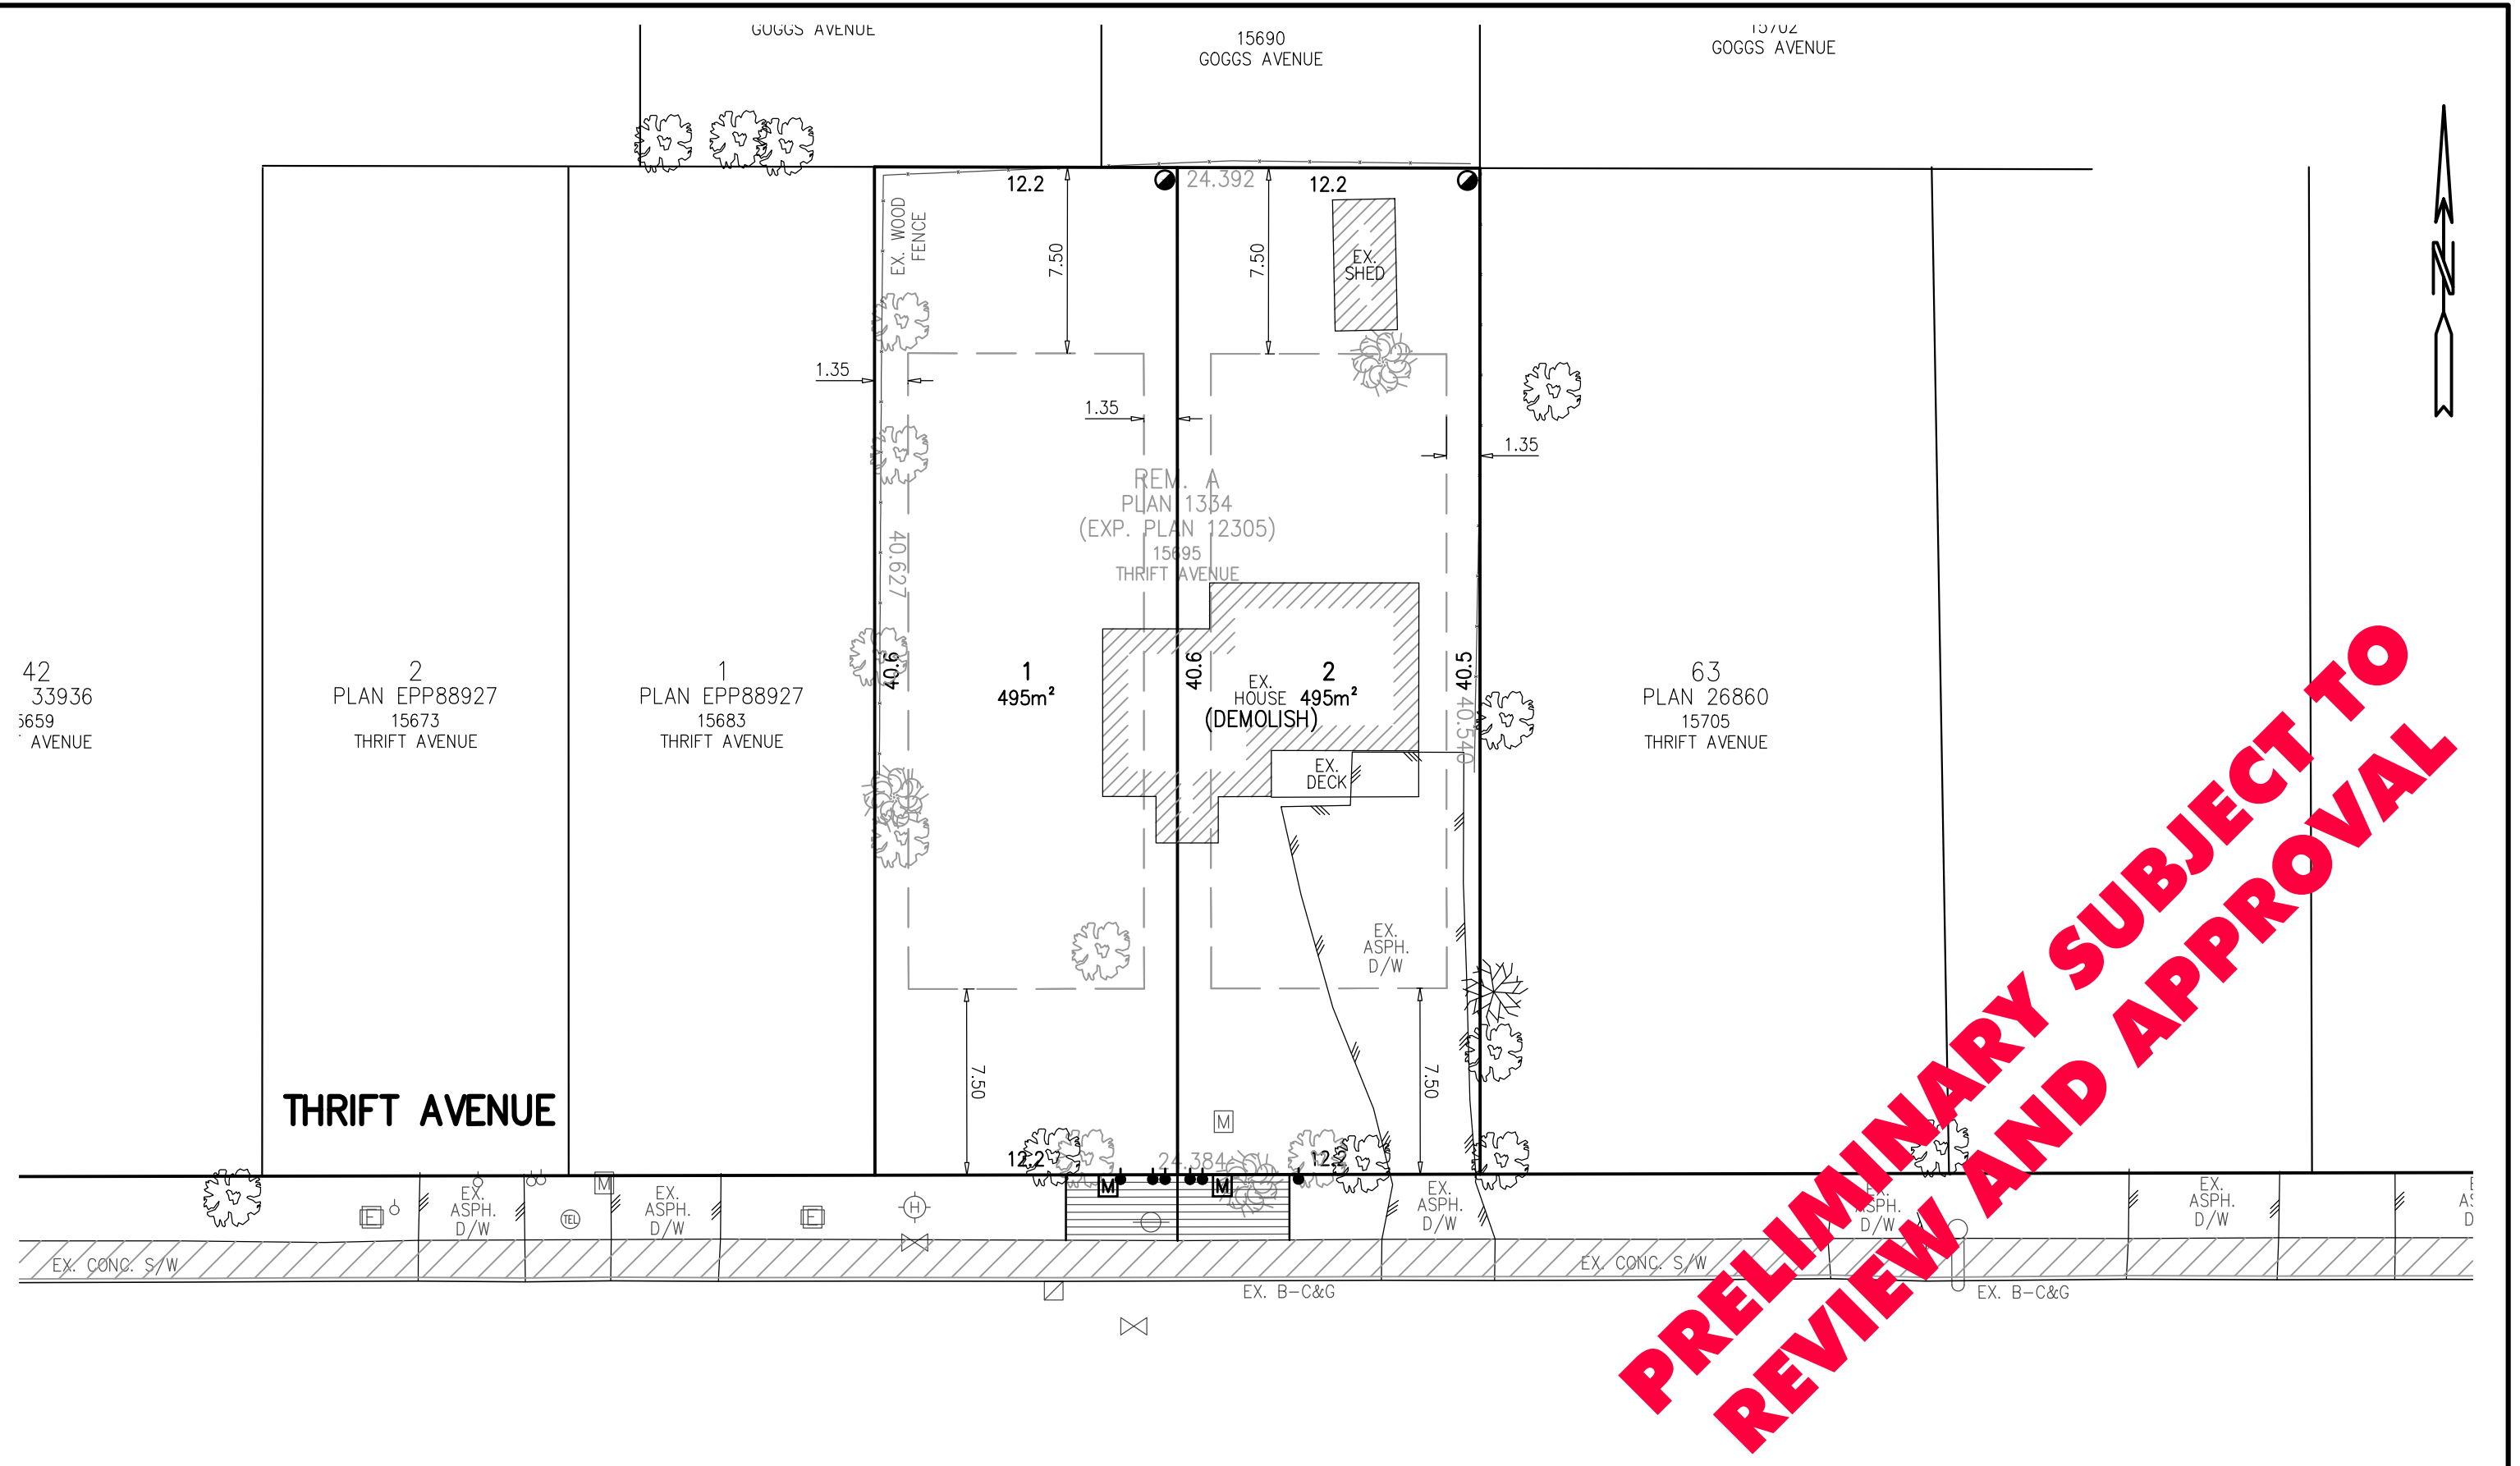 GOGGS AVENUE
15690
GOGGS AVENUE
15702
GOGGS AVENUE
12.2
24.392
12.2
EX. WOOD
FENCE
7.50
7.50
EX.
SHED
N
1.35
1.35
1.35
REM. A
PLAN 1334
(EXP. PLAN 12305)
15695
THRIFT AVENUE
40.627
40.6
40.6
40.5
40.540
42
33936
5659
AVENUE
2
PLAN EPP88927
15673
THRIFT AVENUE
1
PLAN EPP88927
15683
THRIFT AVENUE
1
495m²
2
495m²
EX.
HOUSE
(DEMOLISH)
EX.
DECK
63
PLAN 26860
15705
THRIFT AVENUE
EX.
ASPH.
D/W
7.50
7.50
THRIFT AVENUE
M
12.2
24.384
12.2
M
M
M
E
EX.
ASPH.
D/W
TEL
EX.
ASPH.
D/W
E
H
EX.
ASPH.
D/W
EX.
ASPH.
D/W
EX.
ASPH.
D/W
EX. CONC. S/W
EX. CONC. S/W
EX. B-C&G
EX. B-C&G
PRELIMINARY SUBJECT TO
REVIEW AND APPROVAL